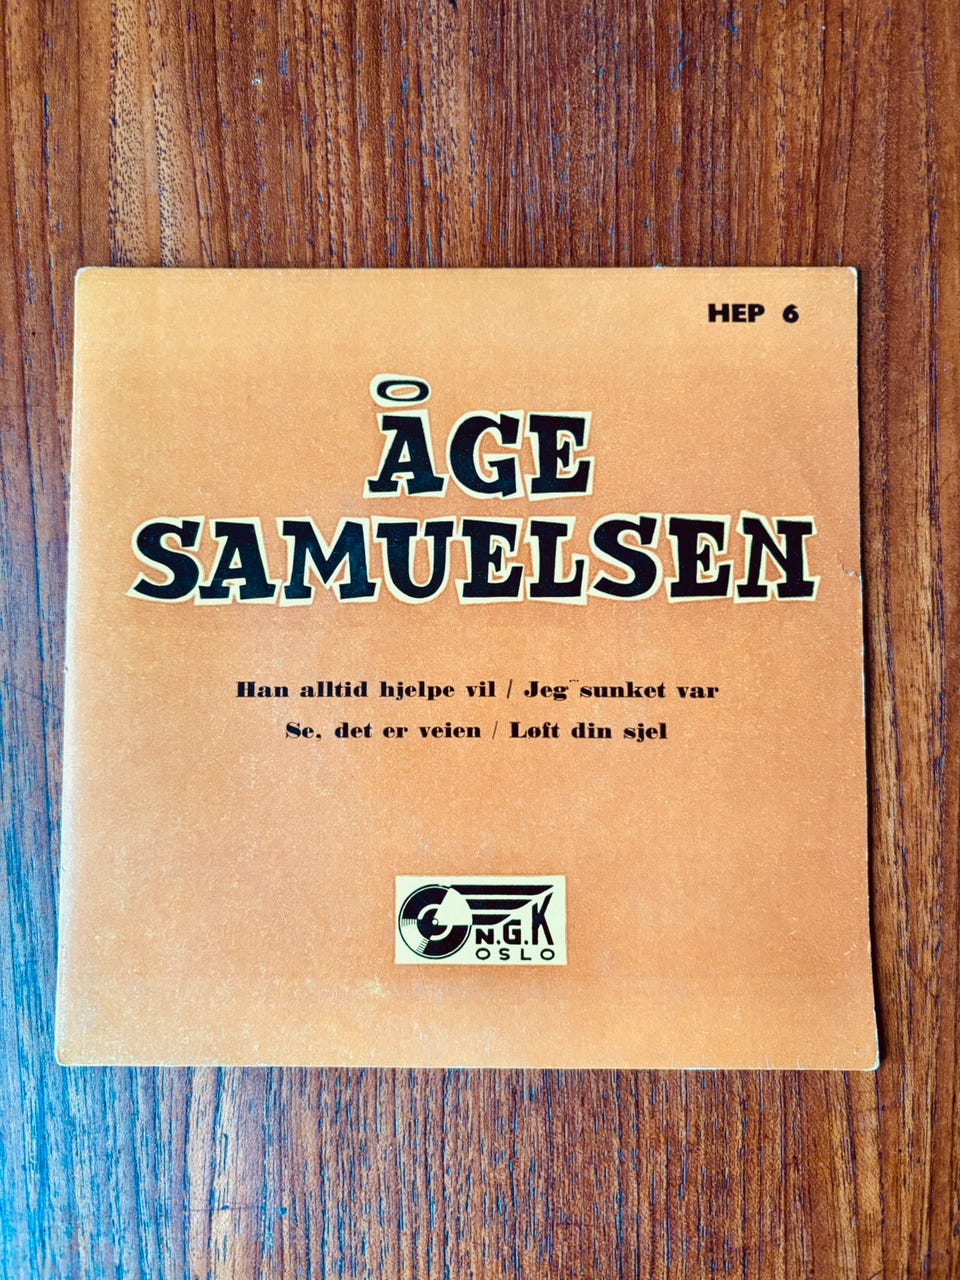 HEP 6
ÅGE
SAMUELSEN
Han alltid hjelpe vil / Jeg sunket var
Se, det er veien / Løft din sjel
N.G.K
OSLO